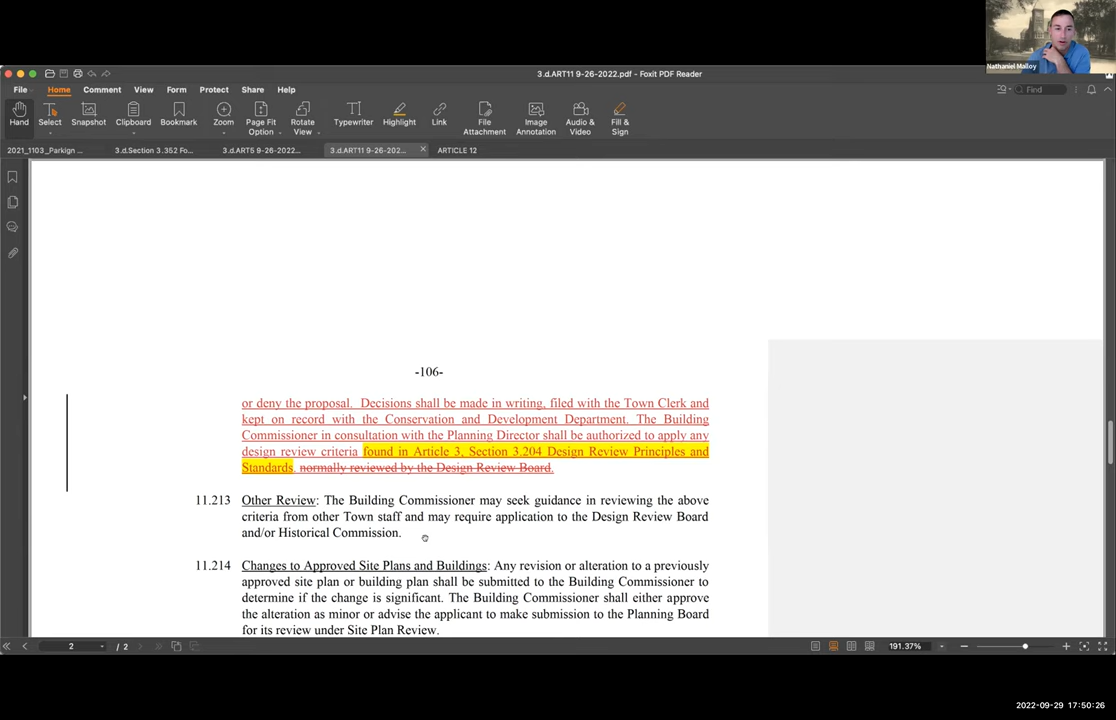 Nathaniel Malloy
3.d.ART11 9-26-2022.pdf - Foxit PDF Reader
File Home Comment View Form Protect Share Help
Find
Hand Select Snapshot Clipboard Bookmark Zoom Page Fit Option Rotate View Typewriter Highlight Link File Attachment Image Annotation Audio & Video Fill & Sign
2021_1103_Parkign ... 3.d.Section 3.352 Fo... 3.d.ART5 9-26-2022... 3.d.ART11 9-26-202... ARTICLE 12
-106-
or deny the proposal. Decisions shall be made in writing, filed with the Town Clerk and
kept on record with the Conservation and Development Department. The Building
Commissioner in consultation with the Planning Director shall be authorized to apply any
design review criteria found in Article 3, Section 3.204 Design Review Principles and
Standards. normally reviewed by the Design Review Board.
11.213 Other Review: The Building Commissioner may seek guidance in reviewing the above
criteria from other Town staff and may require application to the Design Review Board
and/or Historical Commission.
11.214 Changes to Approved Site Plans and Buildings: Any revision or alteration to a previously
approved site plan or building plan shall be submitted to the Building Commissioner to
determine if the change is significant. The Building Commissioner shall either approve
the alteration as minor or advise the applicant to make submission to the Planning Board
for its review under Site Plan Review.
2 / 2 191.37%
2022-09-29 17:50:26